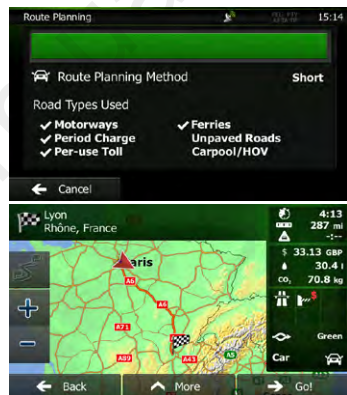 Route Planning 15:14
Route Planning Method Short
Road Types Used
Motorways Ferries
Period Charge Unpaved Roads
Per-use Toll Carpool/HOV
Cancel
Lyon
Rhône, France
4:13
287 mi
-:--
$ 33.13 GBP
30.4 l
CO₂ 70.8 kg
aris
A6
A6
A71
A89
A43
A5
$
Green
Car
Back More Go!